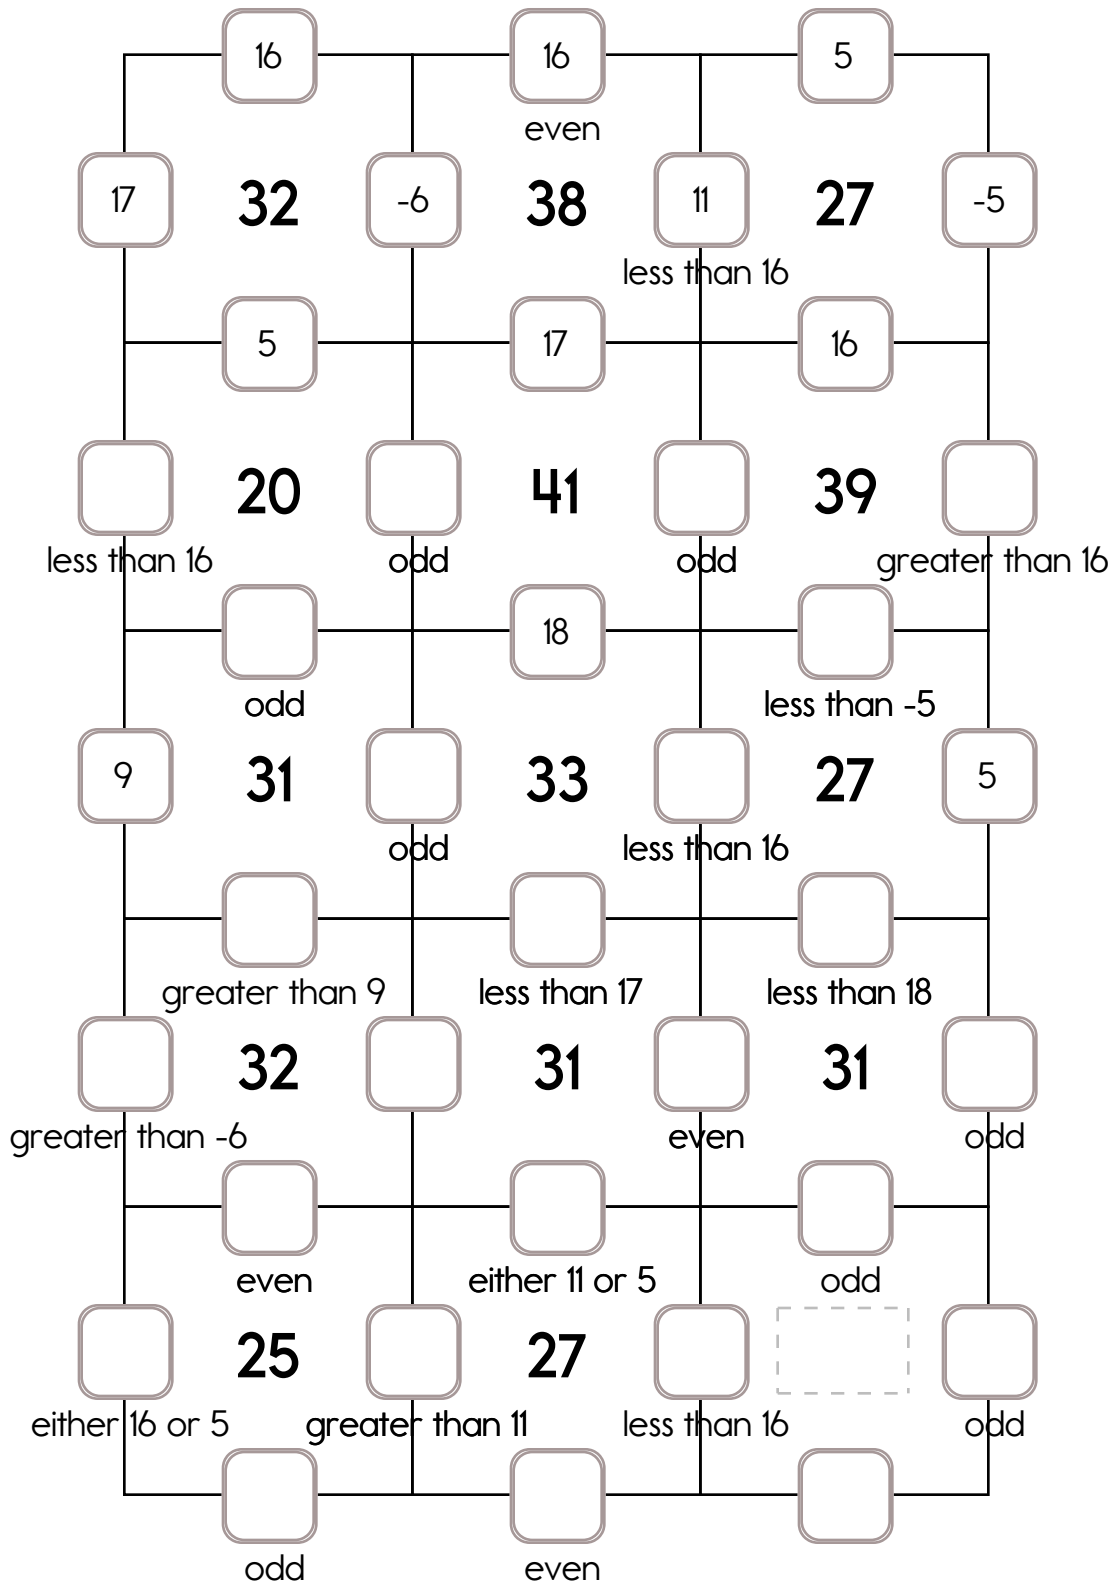 16 16 5
even
17 32 -6 38 11 27 -5
less than 16
5 17 16
20 41 39
less than 16 odd odd greater than 16
18
odd less than -5
9 31 33 27 5
odd less than 16
greater than 9 less than 17 less than 18
32 31 31
greater than -6 even odd
even either 11 or 5 odd
25 27
either 16 or 5 greater than 11 less than 16 odd
odd even